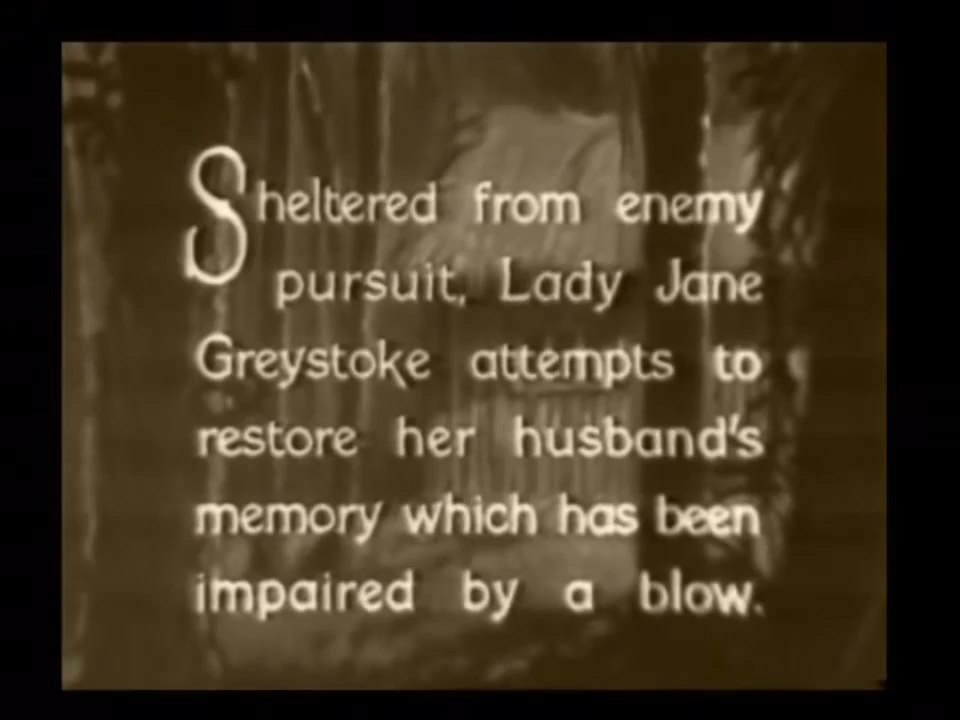 Sheltered from enemy
pursuit, Lady Jane
Greystoke attempts to
restore her husband's
memory which has been
impaired by a blow.